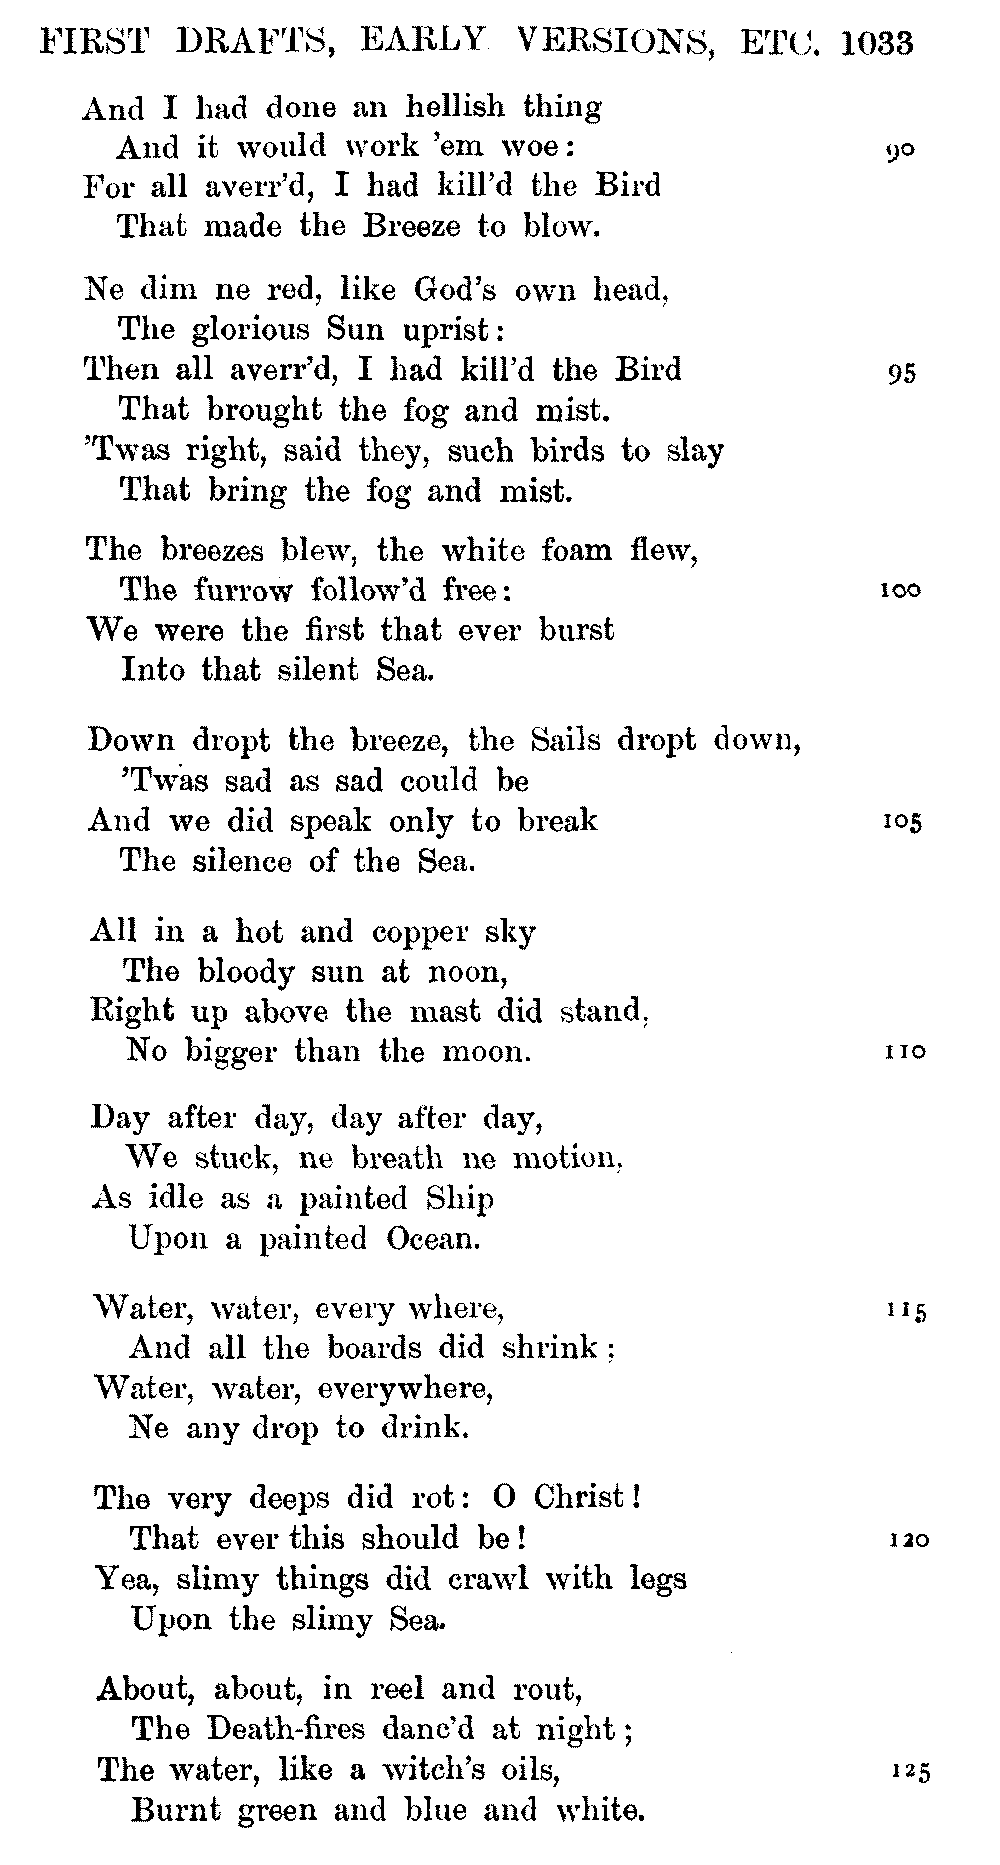 FIRST DRAFTS, EARLY VERSIONS, ETC. 1033
And I had done an hellish thing
And it would work 'em woe: 90
For all averr'd, I had kill'd the Bird
That made the Breeze to blow.
Ne dim ne red, like God's own head,
The glorious Sun uprist:
Then all averr'd, I had kill'd the Bird 95
That brought the fog and mist.
'Twas right, said they, such birds to slay
That bring the fog and mist.
The breezes blew, the white foam flew,
The furrow follow'd free: 100
We were the first that ever burst
Into that silent Sea.
Down dropt the breeze, the Sails dropt down,
'Twas sad as sad could be
And we did speak only to break 105
The silence of the Sea.
All in a hot and copper sky
The bloody sun at noon,
Right up above the mast did stand,
No bigger than the moon. 110
Day after day, day after day,
We stuck, ne breath ne motion,
As idle as a painted Ship
Upon a painted Ocean.
Water, water, every where, 115
And all the boards did shrink;
Water, water, everywhere,
Ne any drop to drink.
The very deeps did rot: O Christ!
That ever this should be! 120
Yea, slimy things did crawl with legs
Upon the slimy Sea.
About, about, in reel and rout,
The Death-fires danc'd at night;
The water, like a witch's oils, 125
Burnt green and blue and white.